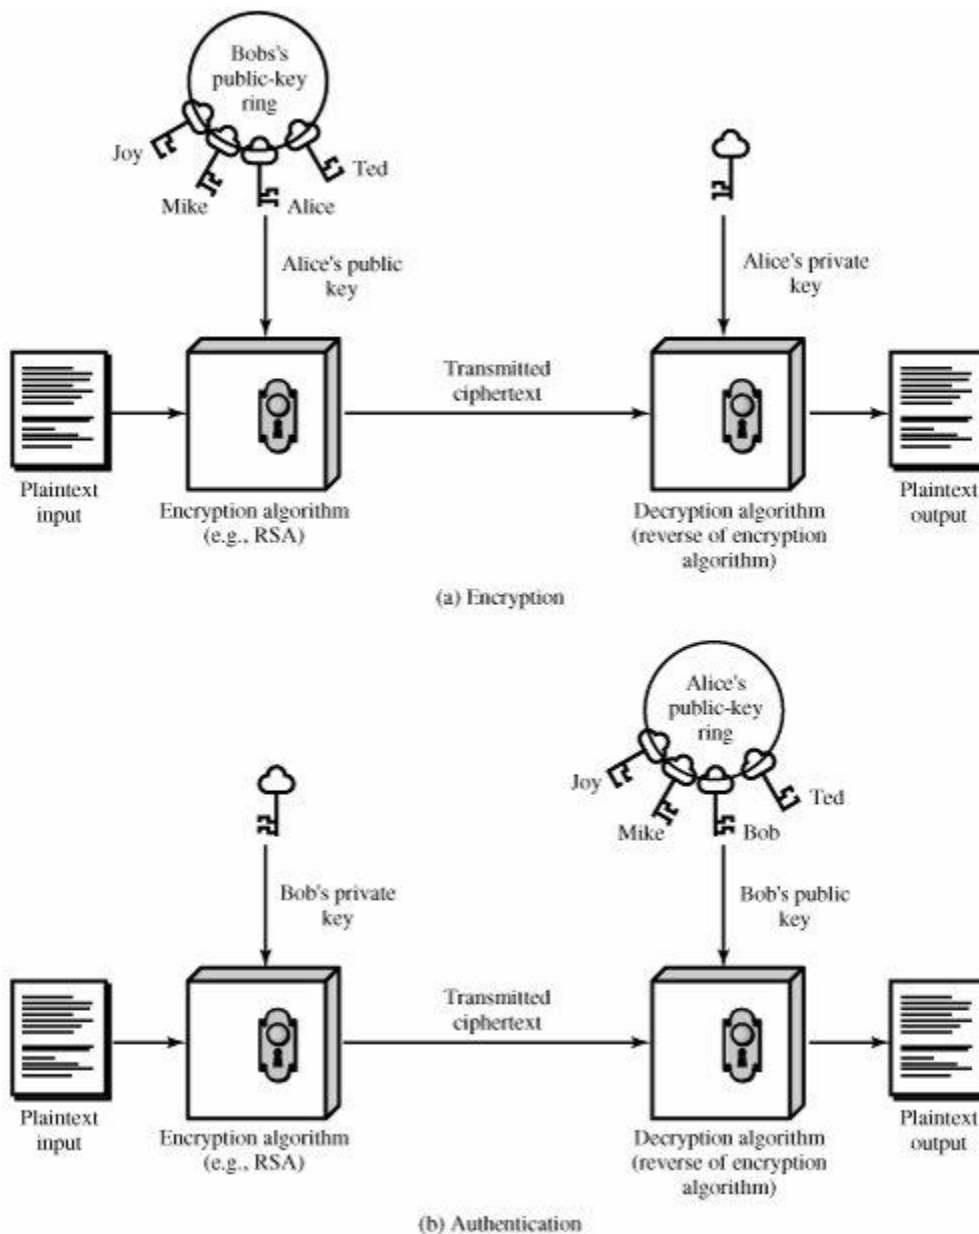 Bobs's
public-key
ring
Joy
Ted
Mike
Alice
Alice's public
key
Alice's private
key
Transmitted
ciphertext
Plaintext
input
Encryption algorithm
(e.g., RSA)
Decryption algorithm
(reverse of encryption
algorithm)
Plaintext
output
(a) Encryption
Alice's
public-key
ring
Joy
Ted
Mike
Bob
Bob's private
key
Bob's public
key
Transmitted
ciphertext
Plaintext
input
Encryption algorithm
(e.g., RSA)
Decryption algorithm
(reverse of encryption
algorithm)
Plaintext
output
(b) Authentication